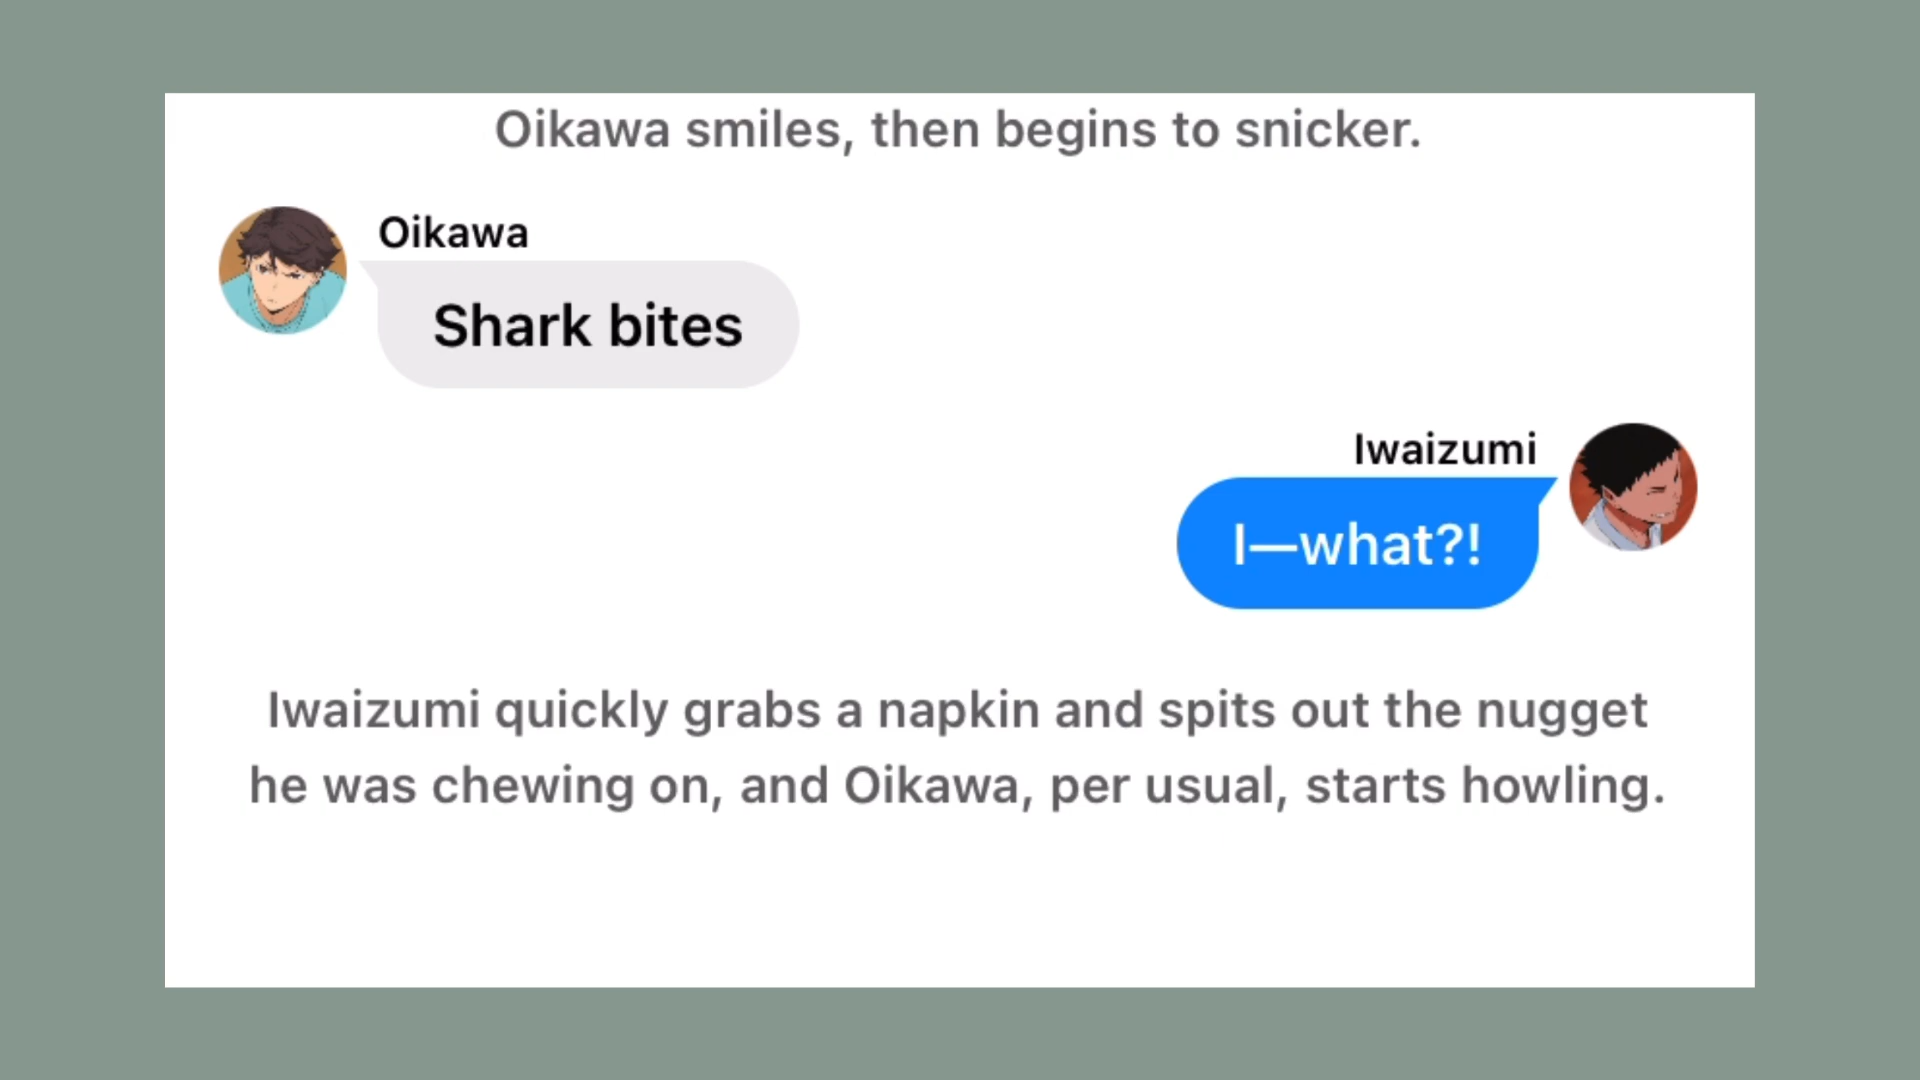 Oikawa smiles, then begins to snicker.
Oikawa
Shark bites
Iwaizumi
I—what?!
Iwaizumi quickly grabs a napkin and spits out the nugget
he was chewing on, and Oikawa, per usual, starts howling.